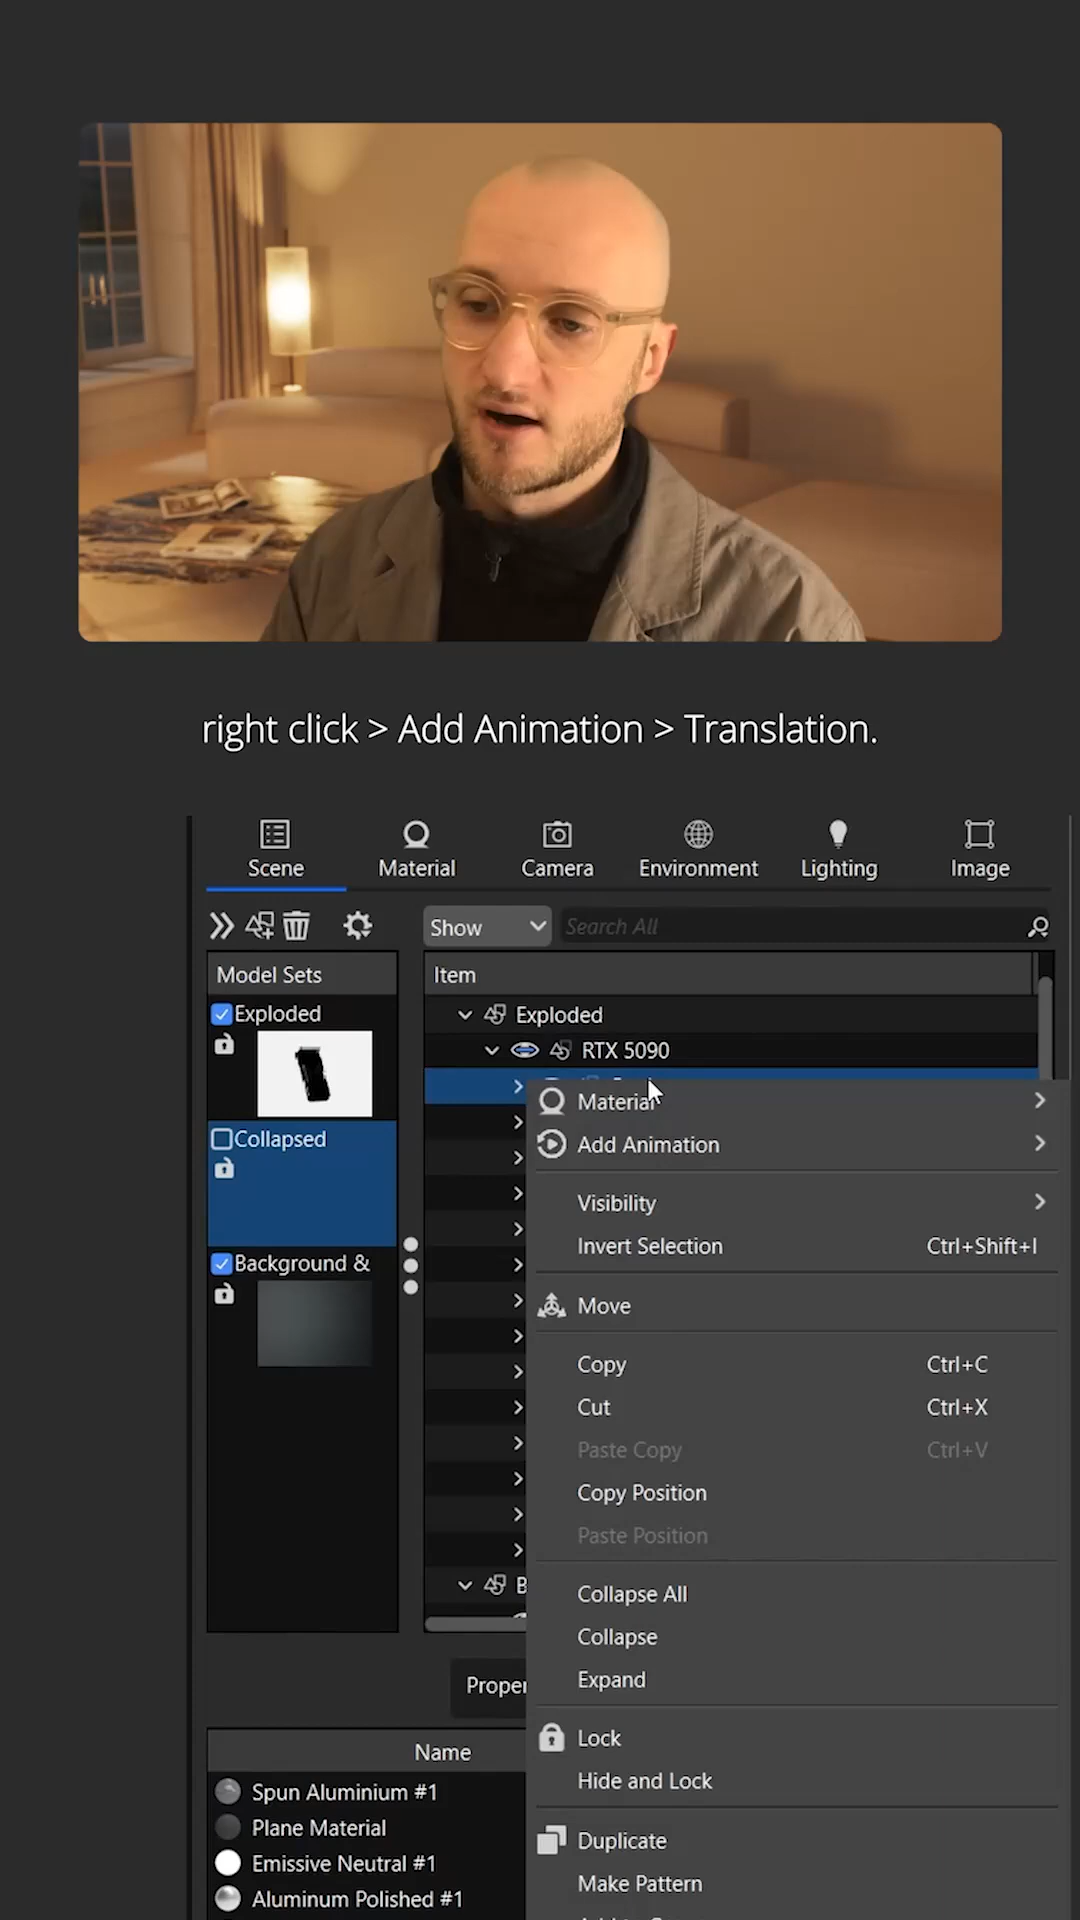 right click > Add Animation > Translation.
Scene
Material
Camera
Environment
Lighting
Image
Show
Search All
Model Sets
Item
Exploded
Exploded
RTX 5090
Collapsed
Background &
Material
Add Animation
Visibility
Invert Selection Ctrl+Shift+I
Move
Copy Ctrl+C
Cut Ctrl+X
Paste Copy Ctrl+V
Copy Position
Paste Position
Collapse All
B
Collapse
Expand
Proper
Lock
Name
Hide and Lock
Spun Aluminium #1
Plane Material
Duplicate
Emissive Neutral #1
Make Pattern
Aluminum Polished #1